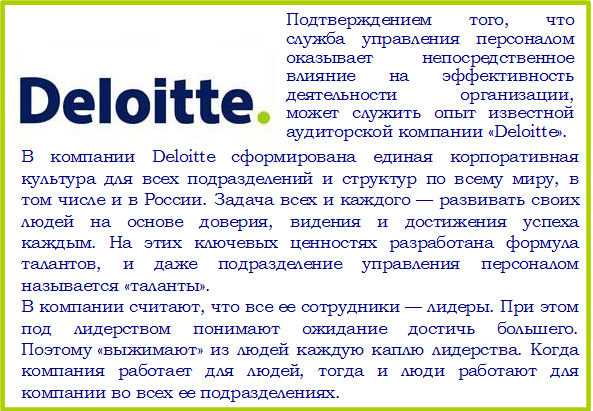 Deloitte.
Подтверждением того, что
служба управления персоналом
оказывает непосредственное
влияние на эффективность
деятельности организации,
может служить опыт известной
аудиторской компании «Deloitte».
В компании Deloitte сформирована единая корпоративная
культура для всех подразделений и структур по всему миру, в
том числе и в России. Задача всех и каждого — развивать своих
людей на основе доверия, видения и достижения успеха
каждым. На этих ключевых ценностях разработана формула
талантов, и даже подразделение управления персоналом
называется «таланты».
В компании считают, что все ее сотрудники — лидеры. При этом
под лидерством понимают ожидание достичь большего.
Поэтому «выжимают» из людей каждую каплю лидерства. Когда
компания работает для людей, тогда и люди работают для
компании во всех ее подразделениях.